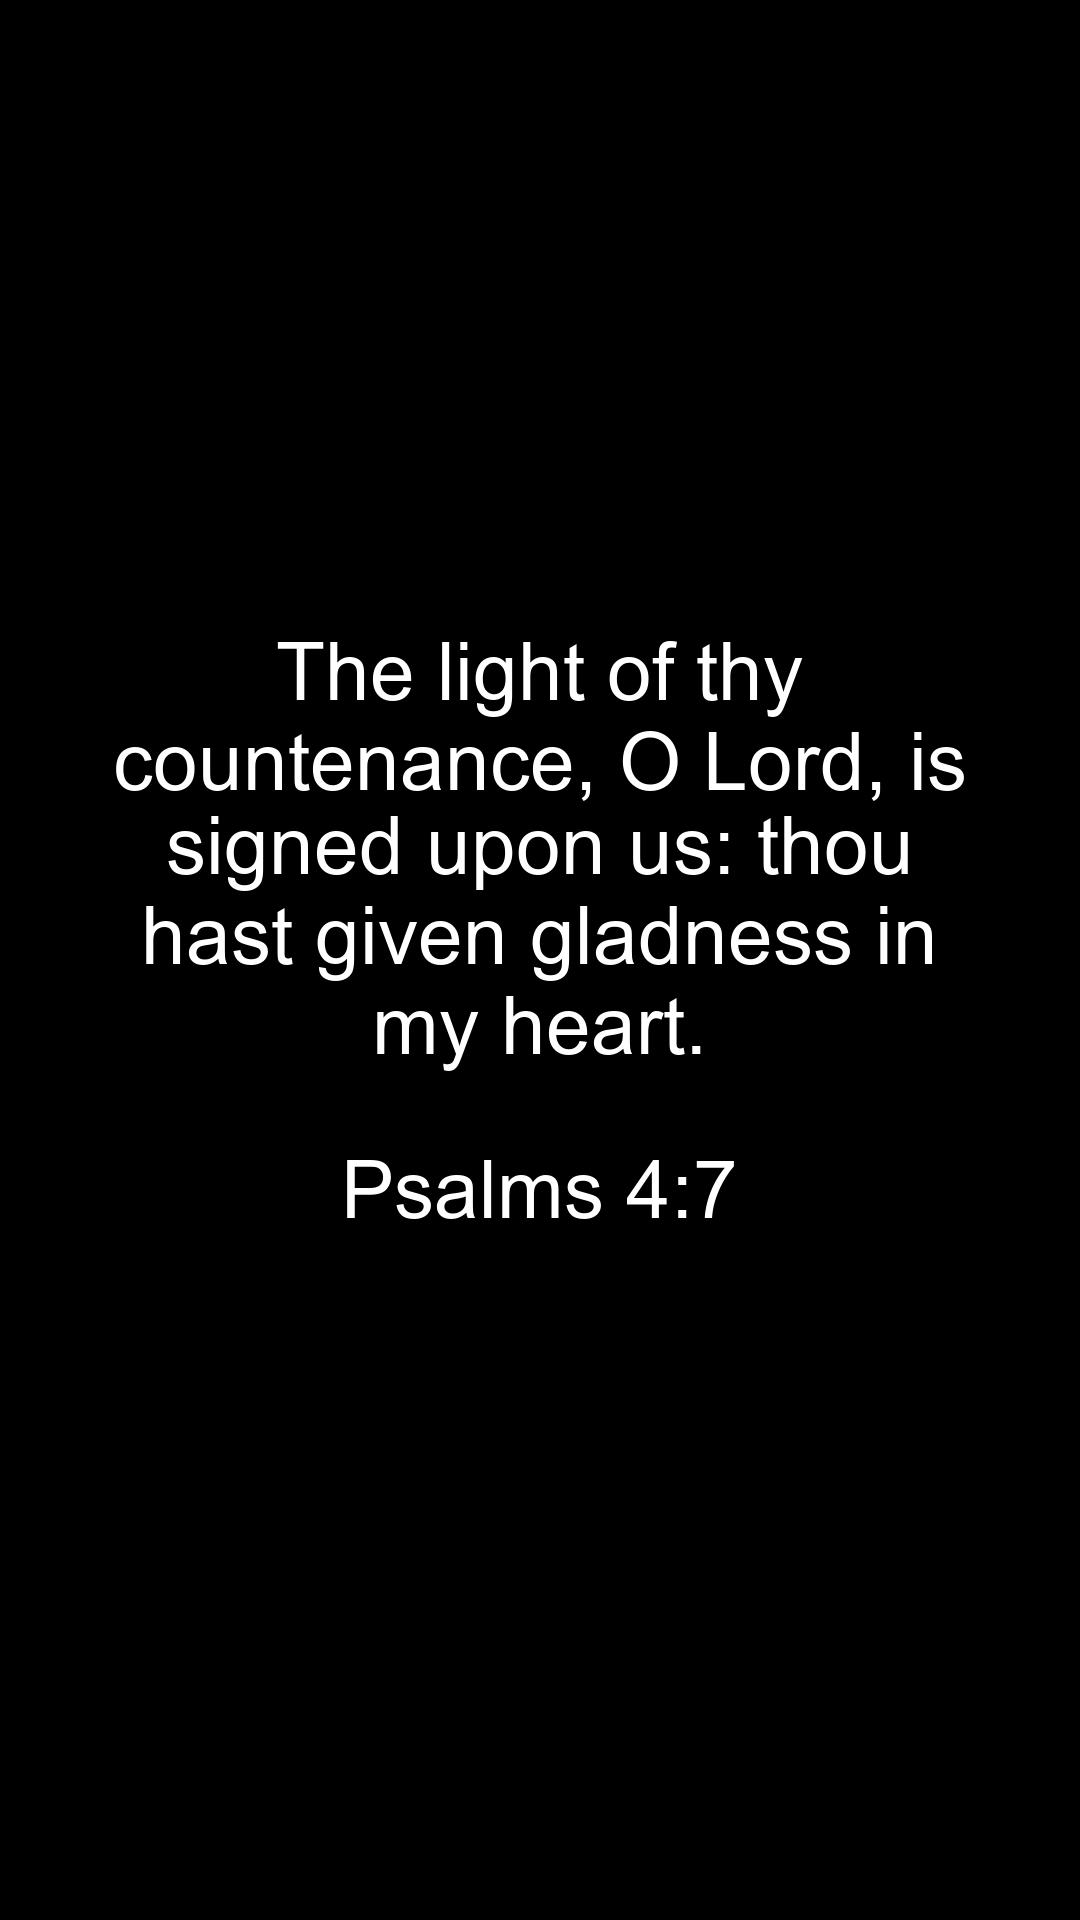 The light of thy
countenance, O Lord, is
signed upon us: thou
hast given gladness in
my heart.
Psalms 4:7